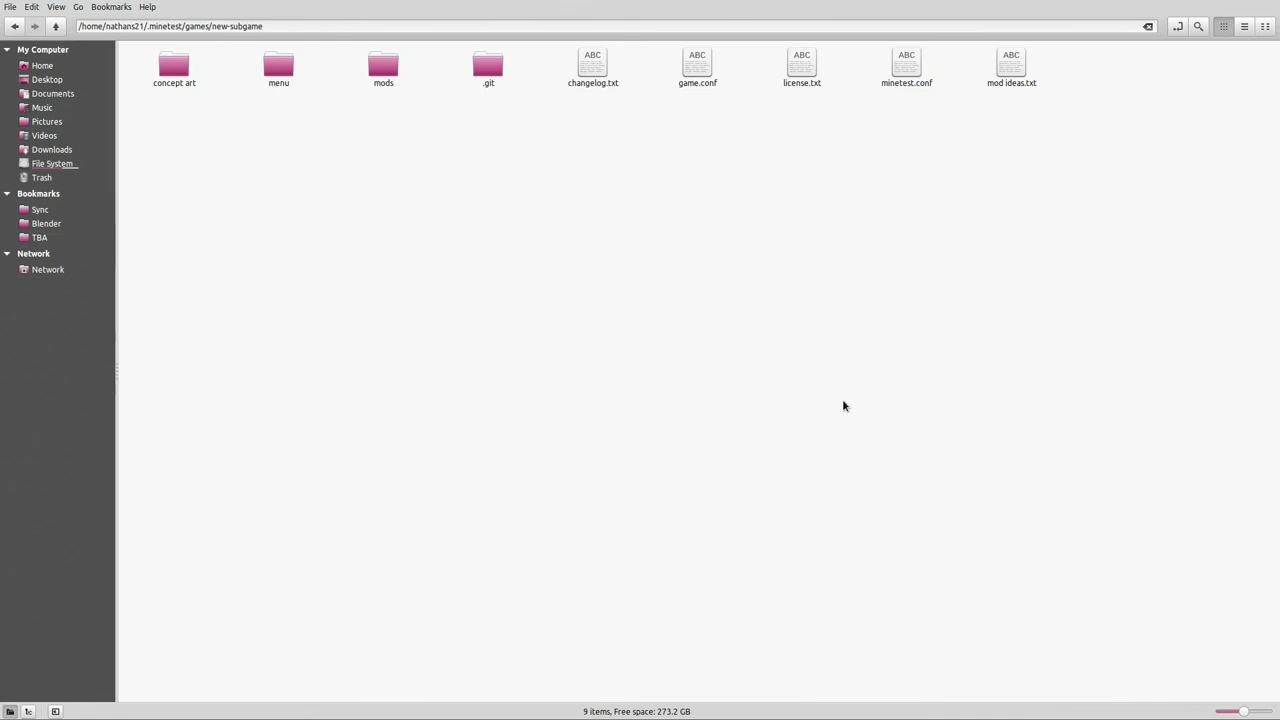 File Edit View Go Bookmarks Help
/home/nathans21/.minetest/games/new-subgame
My Computer
Home
Desktop
Documents
Music
Pictures
Videos
Downloads
File System
Trash
Bookmarks
Sync
Blender
TBA
Network
Network
ABC ABC ABC ABC ABC
concept art menu mods .git changelog.txt game.conf license.txt minetest.conf mod ideas.txt
9 items, Free space: 273.2 GB